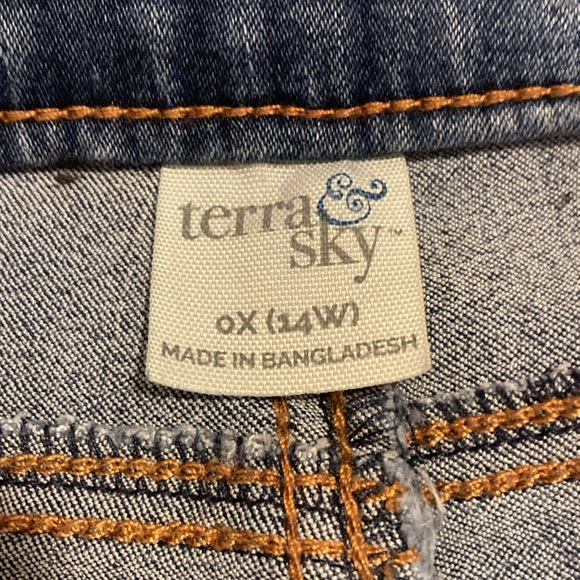 terra &
sky™
0X (14W)
MADE IN BANGLADESH